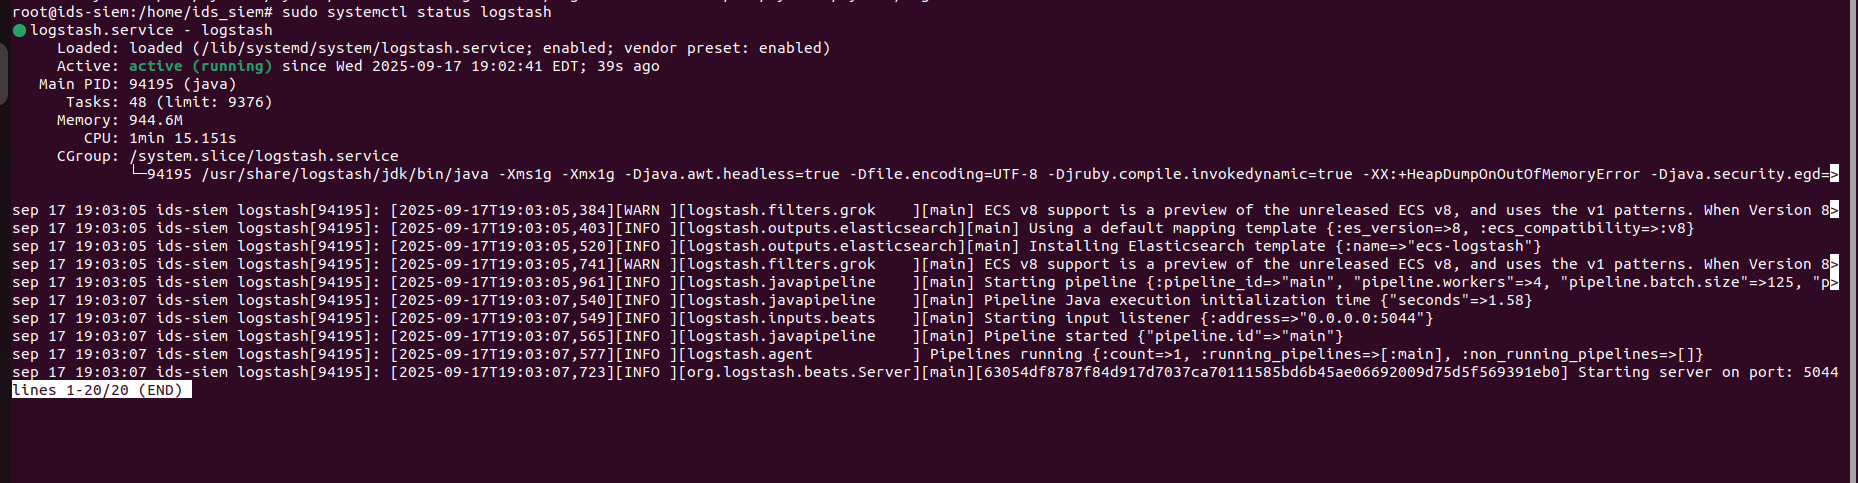 root@ids-siem:/home/ids_siem# sudo systemctl status logstash
● logstash.service - logstash
Loaded: loaded (/lib/systemd/system/logstash.service; enabled; vendor preset: enabled)
Active: active (running) since Wed 2025-09-17 19:02:41 EDT; 39s ago
Main PID: 94195 (java)
Tasks: 48 (limit: 9376)
Memory: 944.6M
CPU: 1min 15.151s
CGroup: /system.slice/logstash.service
└─94195 /usr/share/logstash/jdk/bin/java -Xms1g -Xmx1g -Djava.awt.headless=true -Dfile.encoding=UTF-8 -Djruby.compile.invokedynamic=true -XX:+HeapDumpOnOutOfMemoryError -Djava.security.egd=>
sep 17 19:03:05 ids-siem logstash[94195]: [2025-09-17T19:03:05,384][WARN ][logstash.filters.grok    ][main] ECS v8 support is a preview of the unreleased ECS v8, and uses the v1 patterns. When Version 8>
sep 17 19:03:05 ids-siem logstash[94195]: [2025-09-17T19:03:05,403][INFO ][logstash.outputs.elasticsearch][main] Using a default mapping template {:es_version=>8, :ecs_compatibility=>:v8}
sep 17 19:03:05 ids-siem logstash[94195]: [2025-09-17T19:03:05,520][INFO ][logstash.outputs.elasticsearch][main] Installing Elasticsearch template {:name=>"ecs-logstash"}
sep 17 19:03:05 ids-siem logstash[94195]: [2025-09-17T19:03:05,741][WARN ][logstash.filters.grok    ][main] ECS v8 support is a preview of the unreleased ECS v8, and uses the v1 patterns. When Version 8>
sep 17 19:03:05 ids-siem logstash[94195]: [2025-09-17T19:03:05,961][INFO ][logstash.javapipeline    ][main] Starting pipeline {:pipeline_id=>"main", "pipeline.workers"=>4, "pipeline.batch.size"=>125, "p>
sep 17 19:03:07 ids-siem logstash[94195]: [2025-09-17T19:03:07,540][INFO ][logstash.javapipeline    ][main] Pipeline Java execution initialization time {"seconds"=>1.58}
sep 17 19:03:07 ids-siem logstash[94195]: [2025-09-17T19:03:07,549][INFO ][logstash.inputs.beats    ][main] Starting input listener {:address=>"0.0.0.0:5044"}
sep 17 19:03:07 ids-siem logstash[94195]: [2025-09-17T19:03:07,565][INFO ][logstash.javapipeline    ][main] Pipeline started {"pipeline.id"=>"main"}
sep 17 19:03:07 ids-siem logstash[94195]: [2025-09-17T19:03:07,577][INFO ][logstash.agent           ] Pipelines running {:count=>1, :running_pipelines=>[:main], :non_running_pipelines=>[]}
sep 17 19:03:07 ids-siem logstash[94195]: [2025-09-17T19:03:07,723][INFO ][org.logstash.beats.Server][main][63054df8787f84d917d7037ca70111585bd6b45ae06692009d75d5f569391eb0] Starting server on port: 5044
lines 1-20/20 (END)